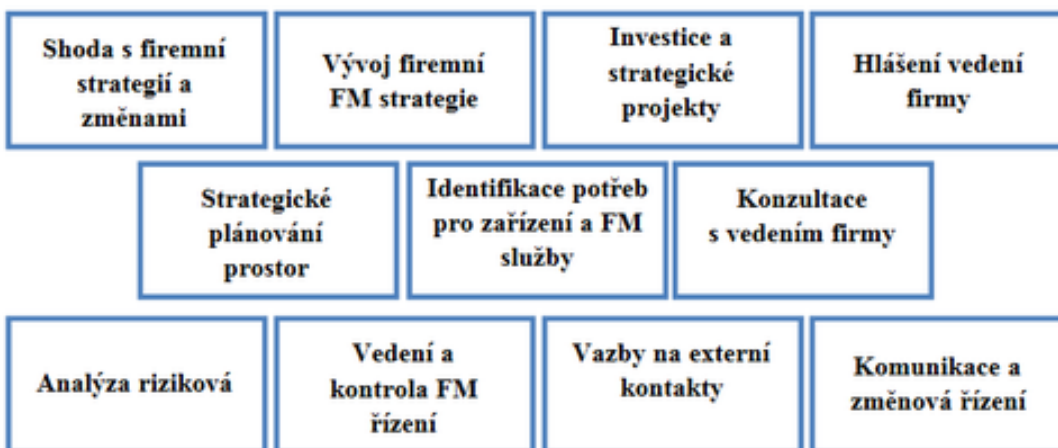 Shoda s firemní
strategií a
změnami
Vývoj firemní
FM strategie
Investice a
strategické
projekty
Hlášení vedení
firmy
Strategické
plánování
prostor
Identifikace potřeb
pro zařízení a FM
služby
Konzultace
s vedením firmy
Analýza riziková
Vedení a
kontrola FM
řízení
Vazby na externí
kontakty
Komunikace a
změnová řízení